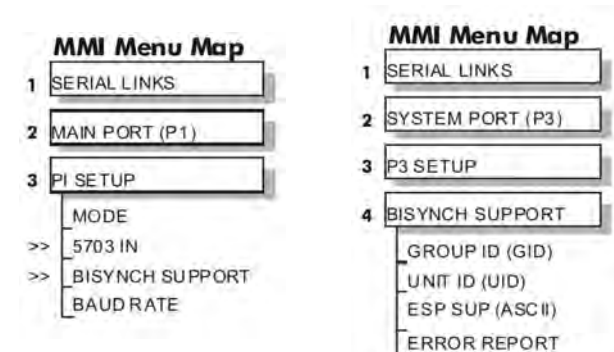 MMI Menu Map
1 SERIAL LINKS
2 MAIN PORT (P1)
3 PI SETUP
MODE
>> 5703 IN
>> BISYNCH SUPPORT
BAUD RATE
MMI Menu Map
1 SERIAL LINKS
2 SYSTEM PORT (P3)
3 P3 SETUP
4 BISYNCH SUPPORT
GROUP ID (GID)
UNIT ID (UID)
ESP SUP (ASCII)
ERROR REPORT